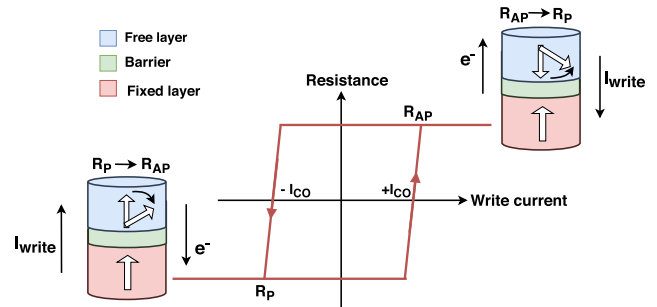 Free layer
Barrier
Fixed layer
R_AP→R_P
e⁻
I_write
Resistance
R_AP
- I_CO
+I_CO
Write current
R_P → R_AP
I_write
e⁻
R_P